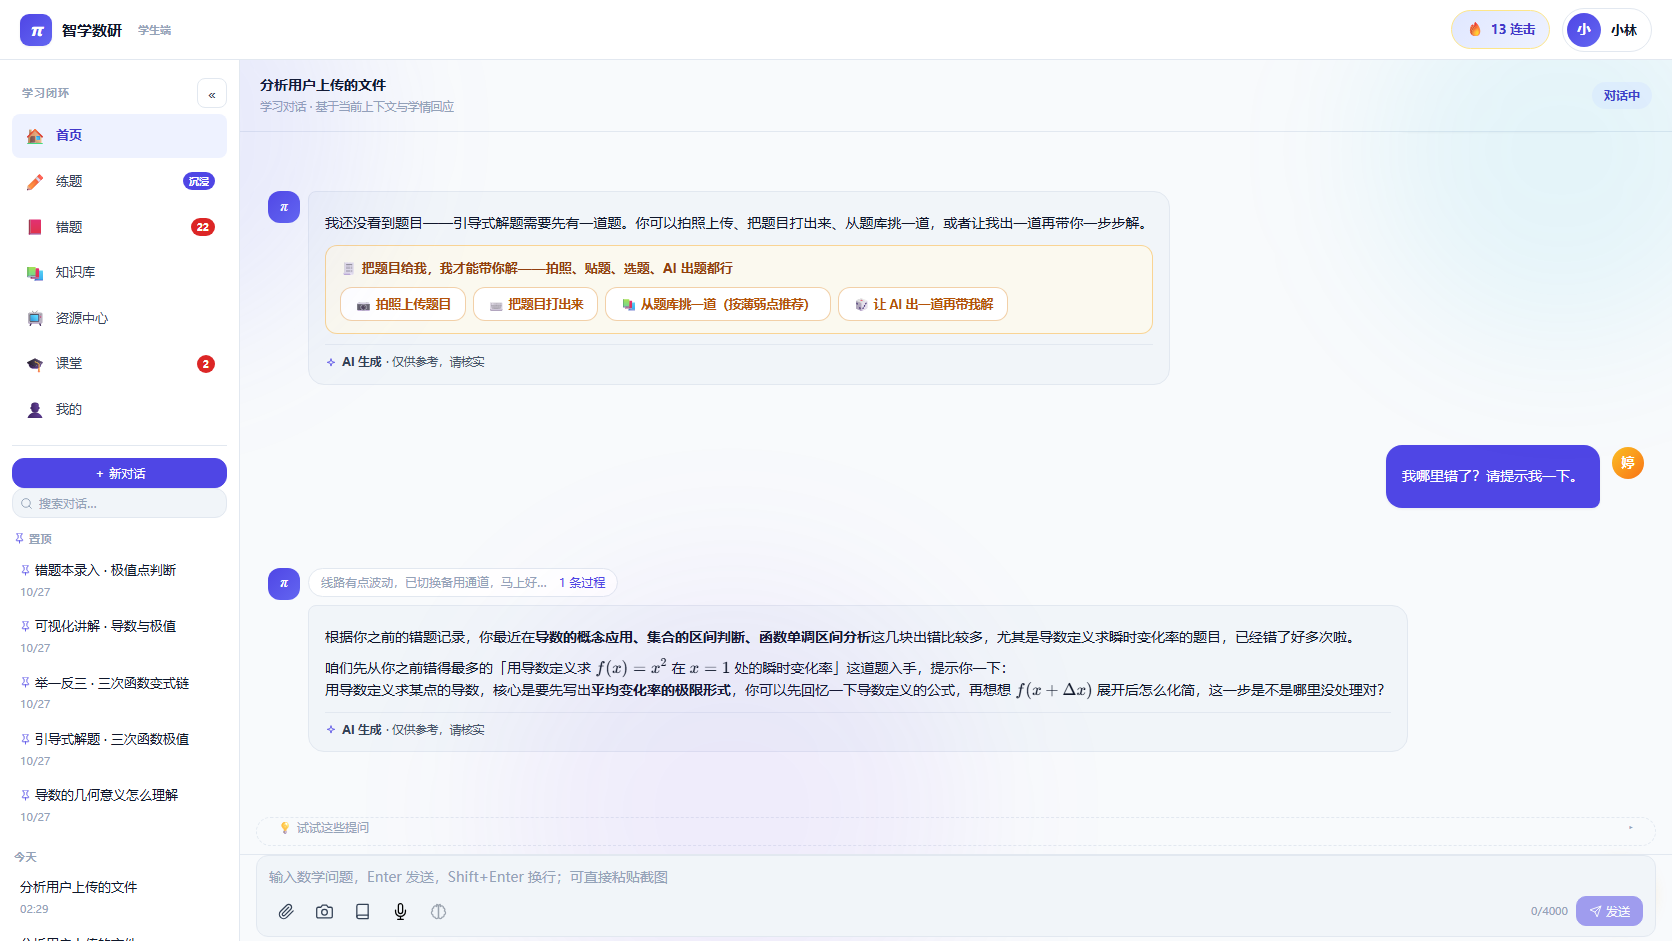 π 智学数研 学生端
13 连击 小 小林
学习闭环 «
首页
练题 沉浸
错题 22
知识库
资源中心
课堂 2
我的
+ 新对话
搜索对话...
置顶
错题本录入 · 极值点判断
10/27
可视化讲解 · 导数与极值
10/27
举一反三 · 三次函数变式链
10/27
引导式解题 · 三次函数极值
10/27
导数的几何意义怎么理解
10/27
今天
分析用户上传的文件
02:29
分析用户上传的文件
分析用户上传的文件
学习对话 · 基于当前上下文与学情回应
对话中
π
我还没看到题目——引导式解题需要先有一道题。你可以拍照上传、把题目打出来、从题库挑一道，或者让我出一道再带你一步步解。
把题目给我，我才能带你解——拍照、贴题、选题、AI 出题都行
拍照上传题目 把题目打出来 从题库挑一道（按薄弱点推荐） 让 AI 出一道再带我解
AI 生成 · 仅供参考，请核实
我哪里错了？请提示我一下。 婷
π 线路有点波动，已切换备用通道，马上好... 1 条过程
根据你之前的错题记录，你最近在导数的概念应用、集合的区间判断、函数单调区间分析这几块出错比较多，尤其是导数定义求瞬时变化率的题目，已经错了好多次啦。
咱们先从你之前错得最多的「用导数定义求 f(x) = x² 在 x = 1 处的瞬时变化率」这道题入手，提示你一下：
用导数定义求某点的导数，核心是要先写出平均变化率的极限形式，你可以先回忆一下导数定义的公式，再想想 f(x + Δx) 展开后怎么化简，这一步是不是哪里没处理对？
AI 生成 · 仅供参考，请核实
试试这些提问
输入数学问题，Enter 发送，Shift+Enter 换行；可直接粘贴截图
0/4000 发送